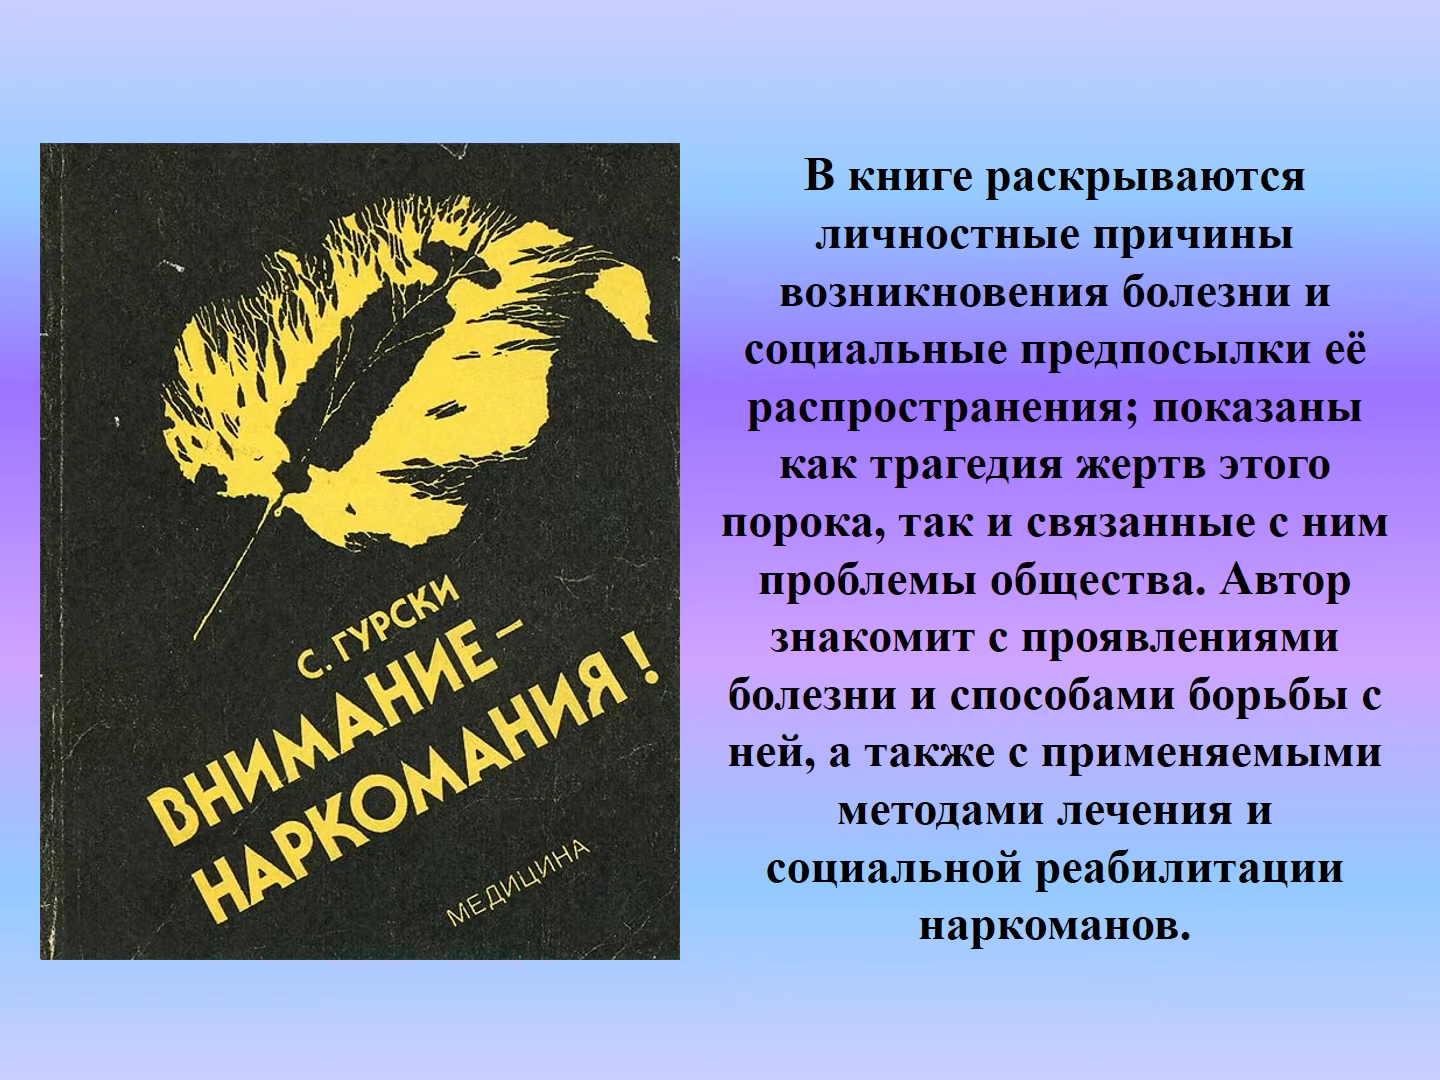 С. ГУРСКИ
ВНИМАНИЕ –
НАРКОМАНИЯ !
МЕДИЦИНА
В книге раскрываются
личностные причины
возникновения болезни и
социальные предпосылки её
распространения; показаны
как трагедия жертв этого
порока, так и связанные с ним
проблемы общества. Автор
знакомит с проявлениями
болезни и способами борьбы с
ней, а также с применяемыми
методами лечения и
социальной реабилитации
наркоманов.